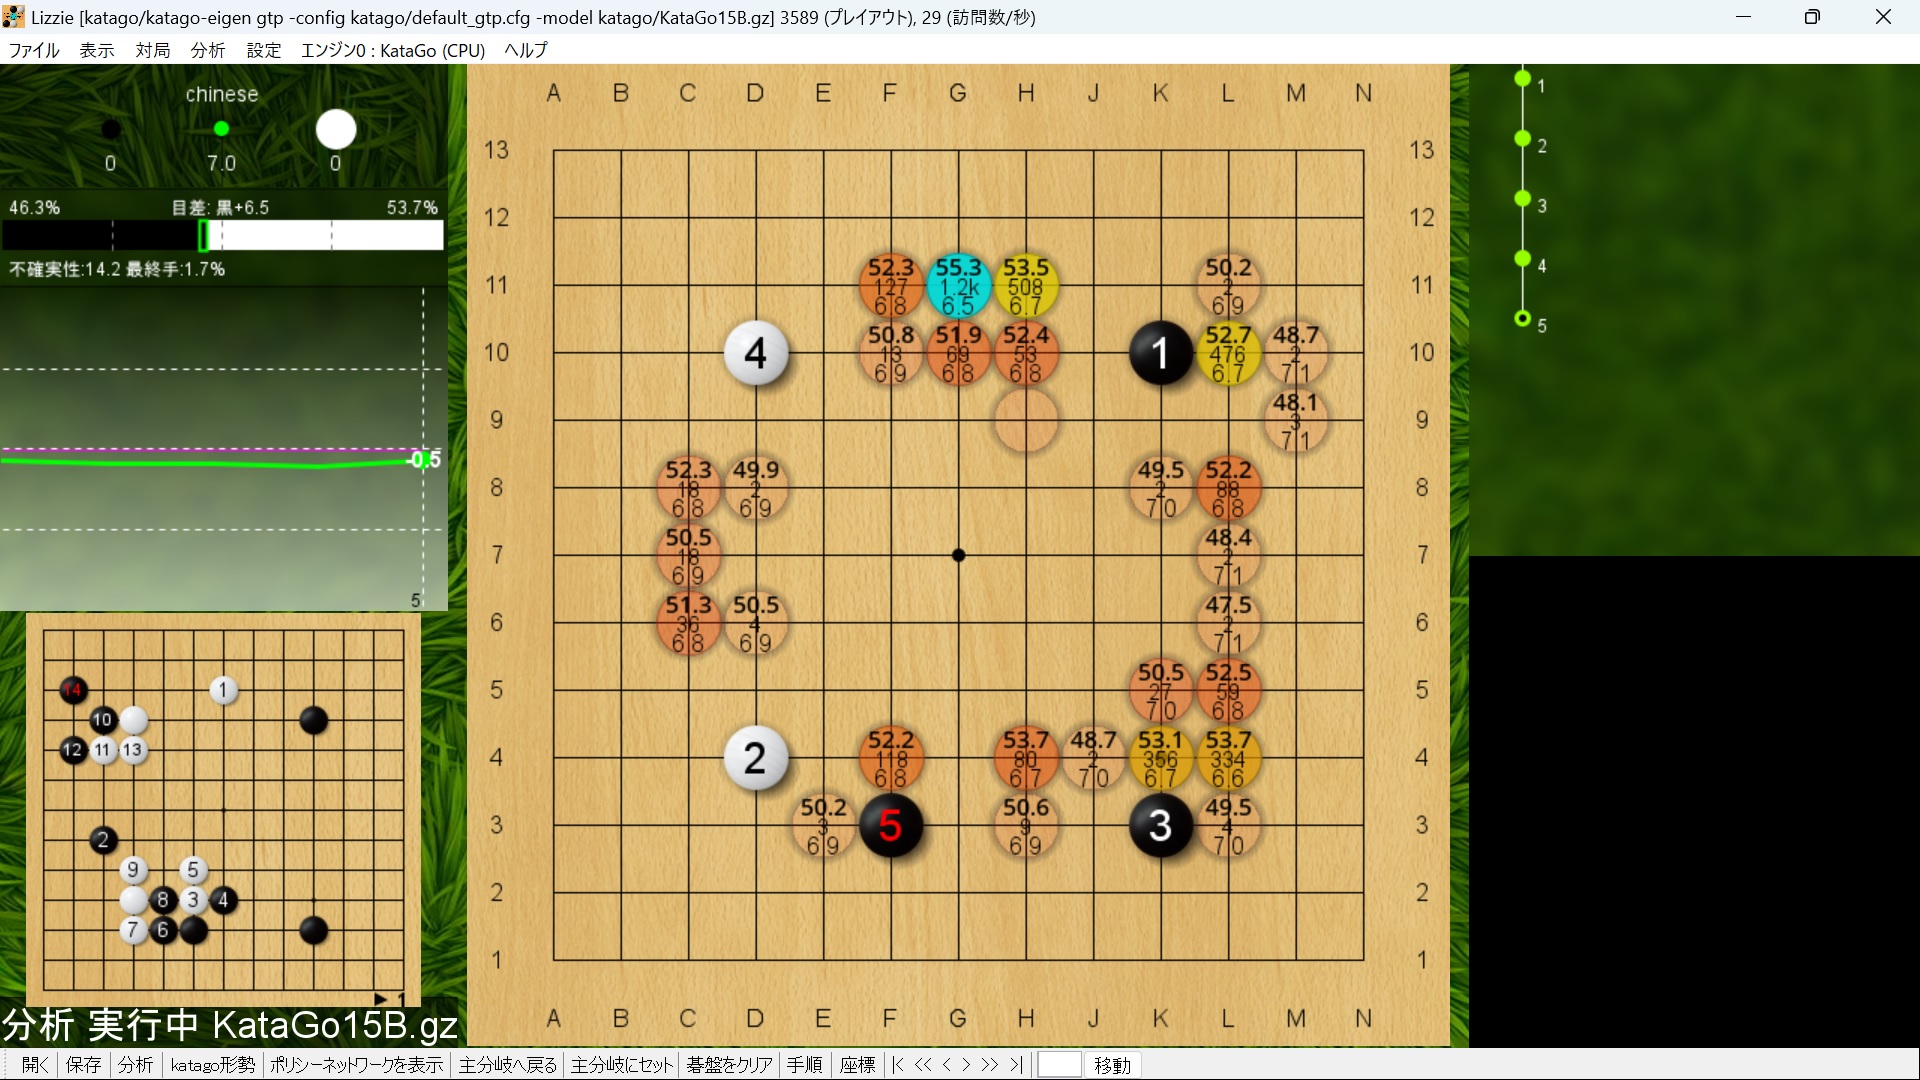 Lizzie [katago/katago-eigen gtp -config katago/default_gtp.cfg -model katago/KataGo15B.gz] 3589 (プレイアウト), 29 (訪問数/秒)
ファイル 表示 対局 分析 設定 エンジン0 : KataGo (CPU) ヘルプ
chinese
0 7.0 0
46.3% 目差: 黒+6.5 53.7%
不確実性:14.2 最終手:1.7%
-0.5
5
1
10
12 11 13
14
2
9 5
8 3 4
7 6
1
分析 実行中 KataGo15B.gz
A B C D E F G H J K L M N
13 13
12 12
52.3 55.3 53.5 50.2
11 127 1.2k 508 2 11
6.8 6.5 6.7 6.9
50.8 51.9 52.4 52.7 48.7
10 4 13 69 53 1 476 2 10
6.9 6.8 6.8 6.7 7.1
48.1
9 3 9
7.1
52.3 49.9 49.5 52.2
8 18 2 2 88 8
6.8 6.9 7.0 6.8
50.5 48.4
7 18 2 7
6.9 7.1
51.3 50.5 47.5
6 36 4 2 6
6.8 6.9 7.1
50.5 52.5
5 27 59 5
7.0 6.8
52.2 53.7 48.7 53.1 53.7
4 2 118 80 2 356 334 4
6.8 6.7 7.0 6.7 6.6
50.2 50.6 49.5
3 3 5 9 3 4 3
6.9 6.9 7.0
2 2
1 1
A B C D E F G H J K L M N
1
2
3
4
5
開く 保存 分析 katago形勢 ポリシーネットワークを表示 主分岐へ戻る 主分岐にセット 碁盤をクリア 手順 座標 |< << < > >> >| 移動